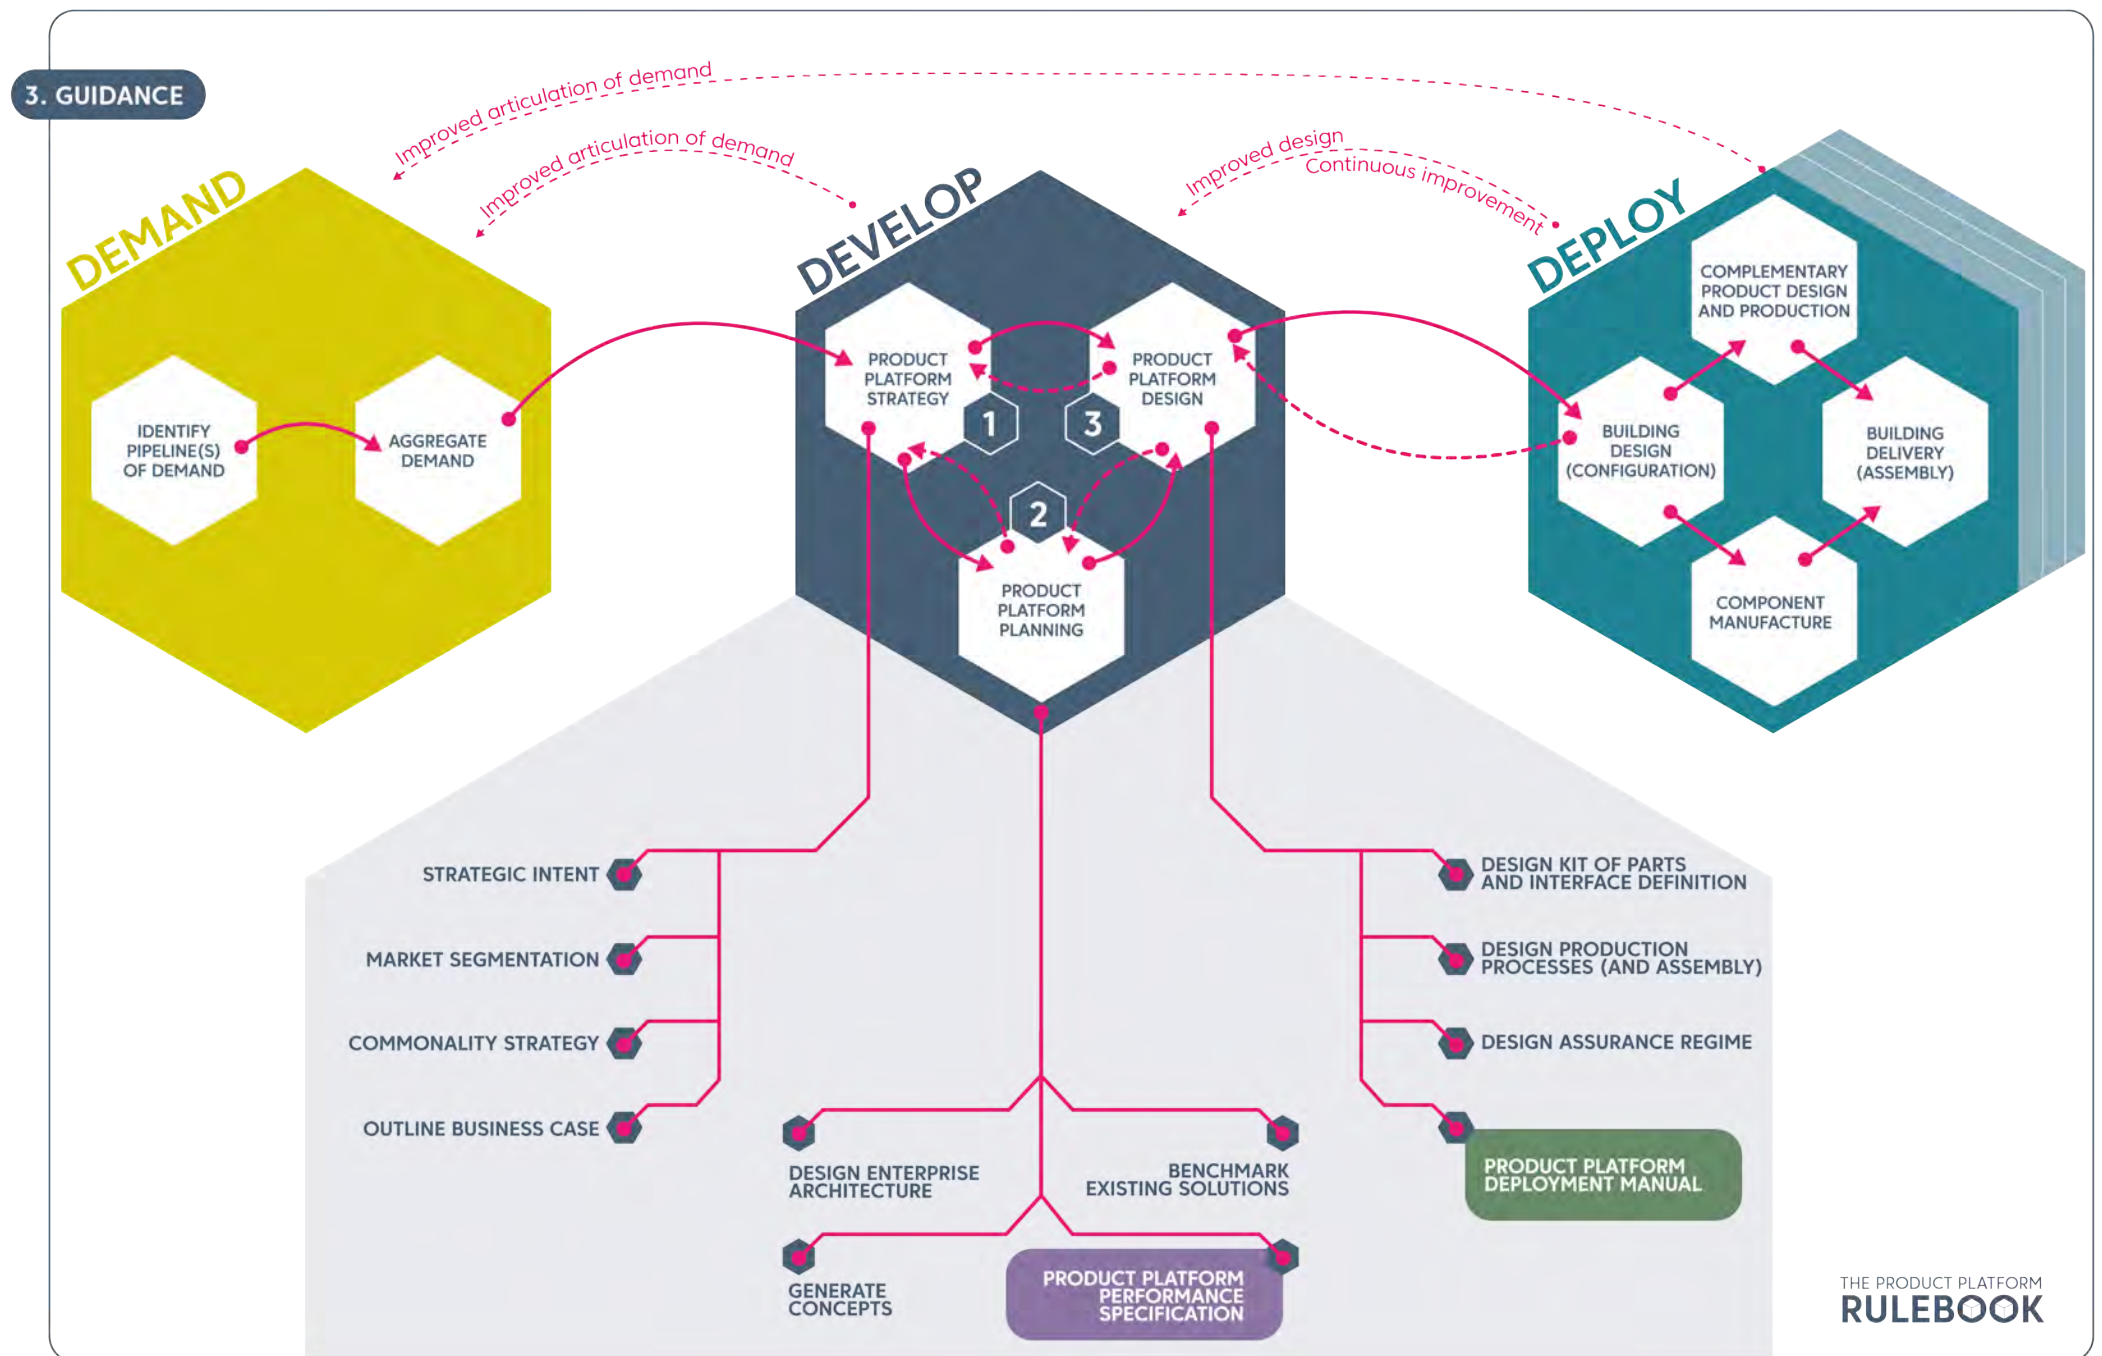 3. GUIDANCE
Improved articulation of demand
Improved articulation of demand
Improved design
Continuous improvement
DEMAND
IDENTIFY
PIPELINE(S)
OF DEMAND
AGGREGATE
DEMAND
DEVELOP
PRODUCT
PLATFORM
STRATEGY
1
PRODUCT
PLATFORM
DESIGN
3
2
PRODUCT
PLATFORM
PLANNING
DEPLOY
COMPLEMENTARY
PRODUCT DESIGN
AND PRODUCTION
BUILDING
DESIGN
(CONFIGURATION)
BUILDING
DELIVERY
(ASSEMBLY)
COMPONENT
MANUFACTURE
STRATEGIC INTENT
MARKET SEGMENTATION
COMMONALITY STRATEGY
OUTLINE BUSINESS CASE
DESIGN ENTERPRISE
ARCHITECTURE
BENCHMARK
EXISTING SOLUTIONS
GENERATE
CONCEPTS
PRODUCT PLATFORM
PERFORMANCE
SPECIFICATION
DESIGN KIT OF PARTS
AND INTERFACE DEFINITION
DESIGN PRODUCTION
PROCESSES (AND ASSEMBLY)
DESIGN ASSURANCE REGIME
PRODUCT PLATFORM
DEPLOYMENT MANUAL
THE PRODUCT PLATFORM
RULEBOOK